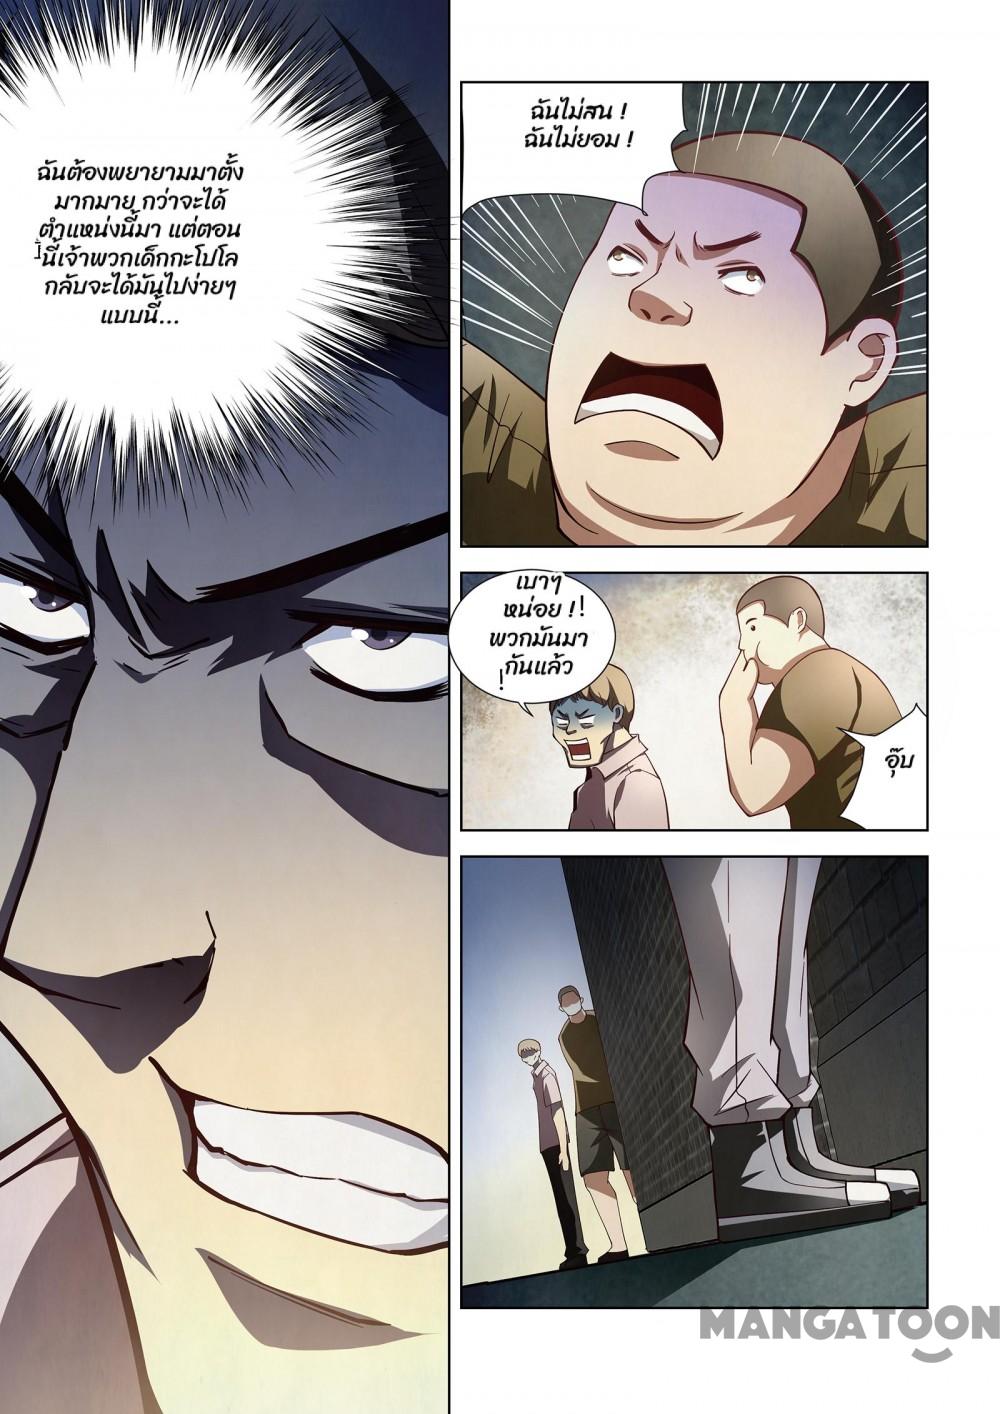 ฉันต้องพยายามมาตั้ง
มากมาย กว่าจะได้
ตำแหน่งนี้มา แต่ตอน
นี้เจ้าพวกเด็กกะโปโล
กลับจะได้มันไปง่ายๆ
แบบนี้...
ฉันไม่สน !
ฉันไม่ยอม !
เบาๆ
หน่อย !!
พวกมันมา
กันแล้ว
!
อุ๊บ
MANGATOON